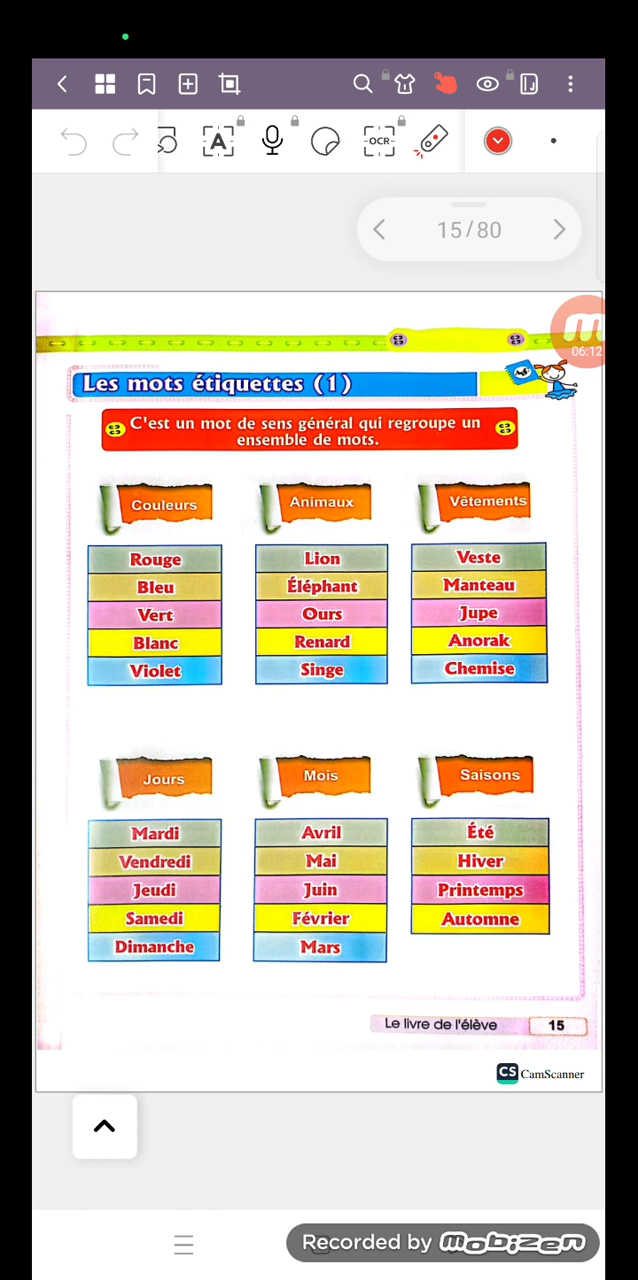 A
OCR
15/80
06:12
Les mots étiquettes (1)
C'est un mot de sens général qui regroupe un
ensemble de mots.
Couleurs
Rouge
Bleu
Vert
Blanc
Violet
Animaux
Lion
Éléphant
Ours
Renard
Singe
Vêtements
Veste
Manteau
Jupe
Anorak
Chemise
Jours
Mardi
Vendredi
Jeudi
Samedi
Dimanche
Mois
Avril
Mai
Juin
Février
Mars
Saisons
Été
Hiver
Printemps
Automne
Le livre de l'élève 15
CS CamScanner
Recorded by mobizen